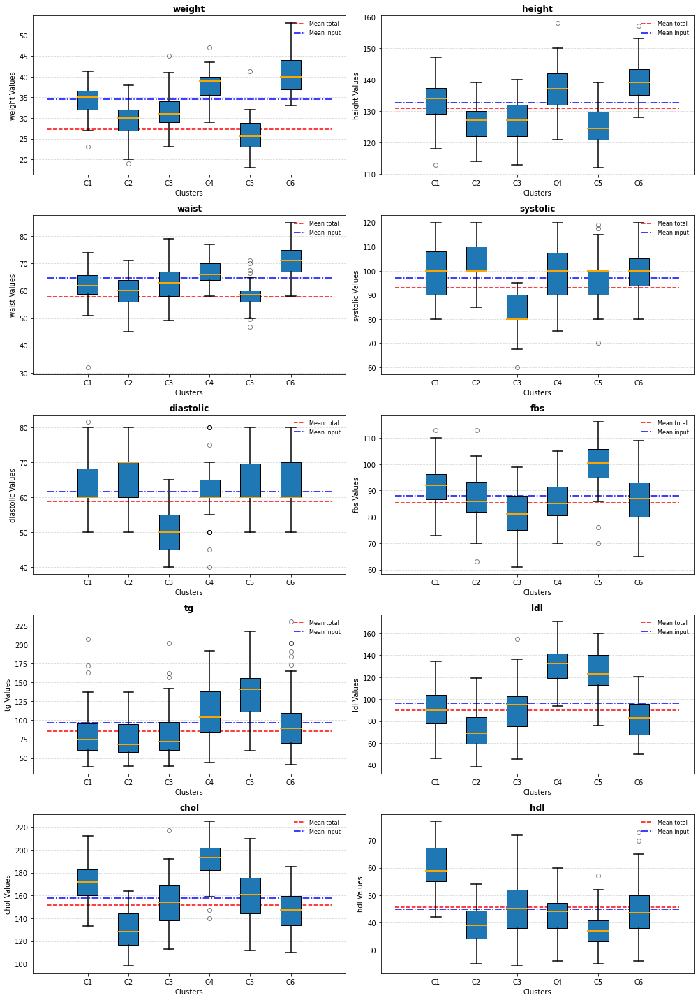 weight
Mean total
Mean input
50
45
40
35
30
25
20
weight Values
C1 C2 C3 C4 C5 C6
Clusters
height
Mean total
Mean input
160
150
140
130
120
110
height Values
C1 C2 C3 C4 C5 C6
Clusters
waist
Mean total
Mean input
80
70
60
50
40
30
waist Values
C1 C2 C3 C4 C5 C6
Clusters
systolic
Mean total
Mean input
120
110
100
90
80
70
60
systolic Values
C1 C2 C3 C4 C5 C6
Clusters
diastolic
Mean total
Mean input
80
70
60
50
40
diastolic Values
C1 C2 C3 C4 C5 C6
Clusters
fbs
Mean total
Mean input
110
100
90
80
70
60
fbs Values
C1 C2 C3 C4 C5 C6
Clusters
tg
Mean total
Mean input
225
200
175
150
125
100
75
50
tg Values
C1 C2 C3 C4 C5 C6
Clusters
ldl
Mean total
Mean input
160
140
120
100
80
60
40
ldl Values
C1 C2 C3 C4 C5 C6
Clusters
chol
Mean total
Mean input
220
200
180
160
140
120
100
chol Values
C1 C2 C3 C4 C5 C6
Clusters
hdl
Mean total
Mean input
70
60
50
40
30
hdl Values
C1 C2 C3 C4 C5 C6
Clusters